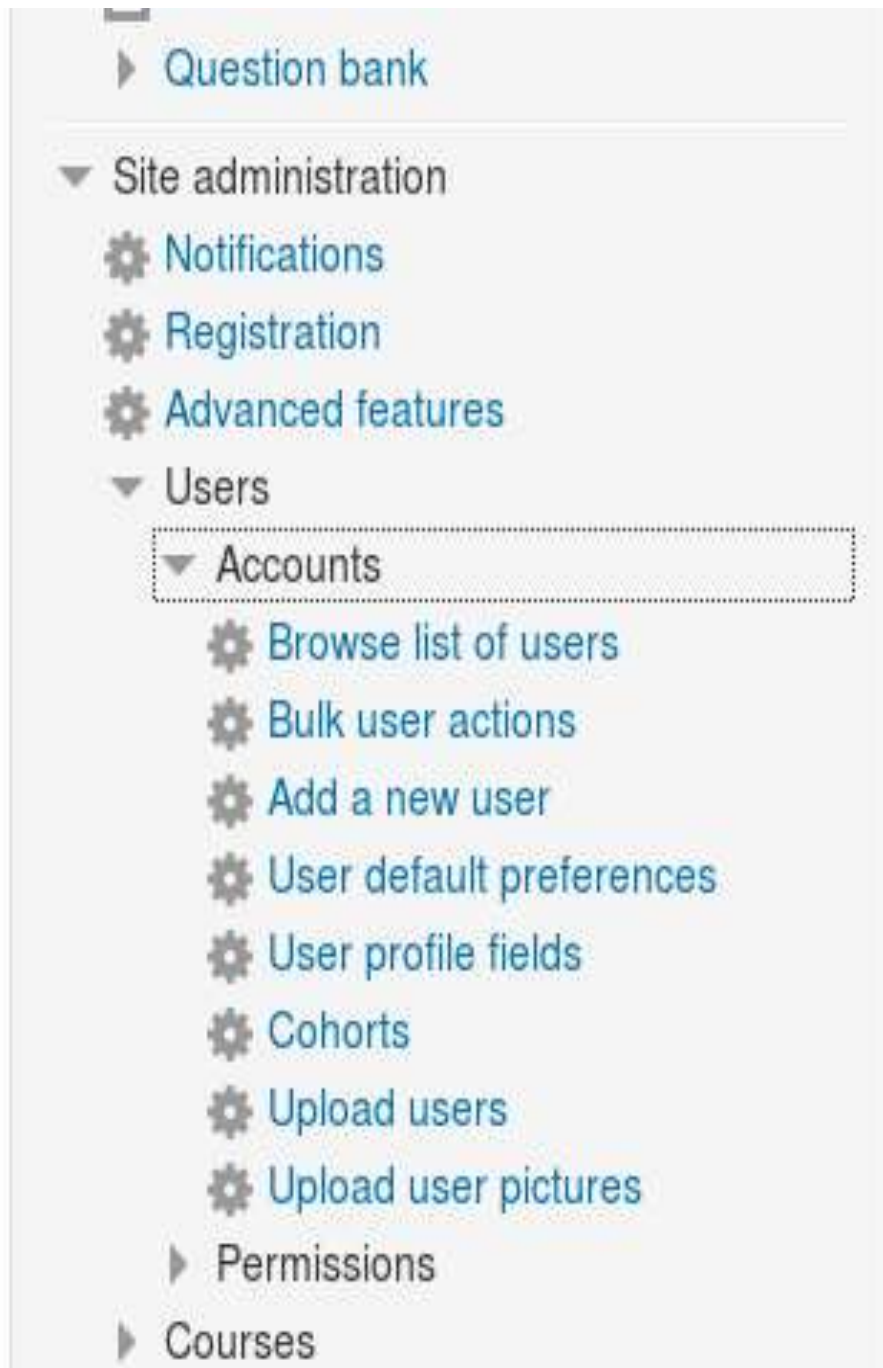 Question bank
Site administration
Notifications
Registration
Advanced features
Users
Accounts
Browse list of users
Bulk user actions
Add a new user
User default preferences
User profile fields
Cohorts
Upload users
Upload user pictures
Permissions
Courses